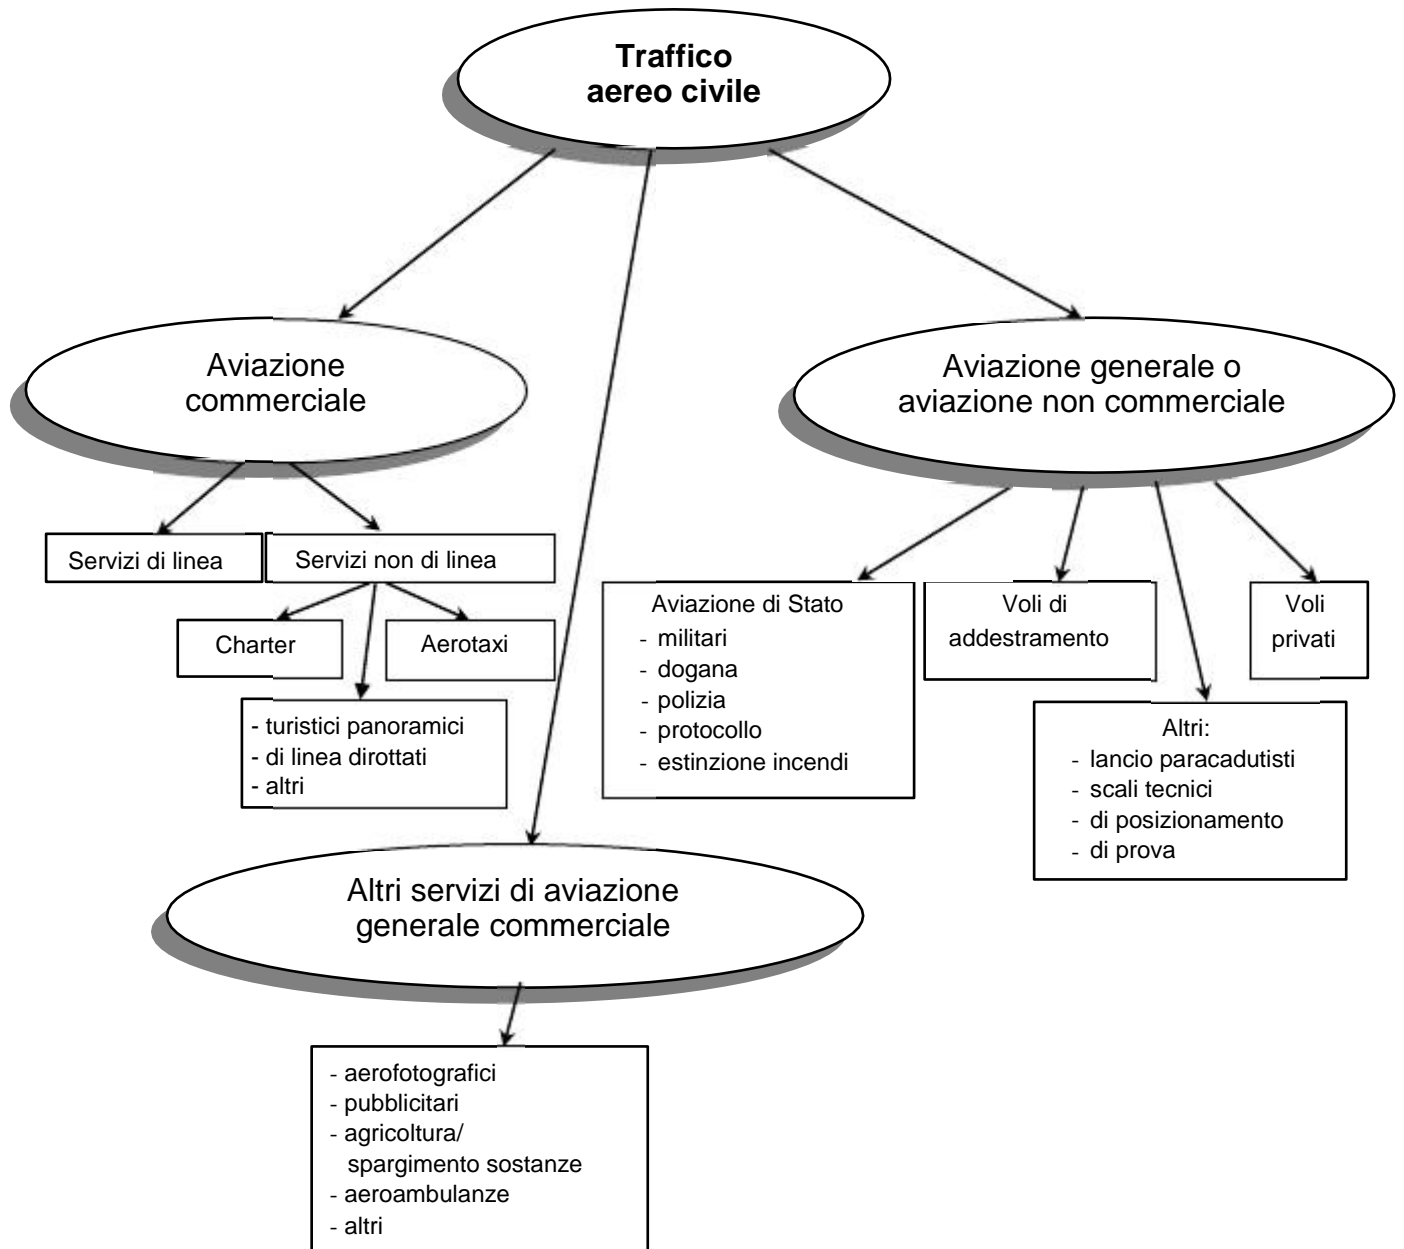 Traffico
aereo civile
Aviazione
commerciale
Aviazione generale o
aviazione non commerciale
Servizi di linea
Servizi non di linea
Charter
Aerotaxi
- turistici panoramici
- di linea dirottati
- altri
Aviazione di Stato
- militari
- dogana
- polizia
- protocollo
- estinzione incendi
Voli di
addestramento
Voli
privati
Altri:
- lancio paracadutisti
- scali tecnici
- di posizionamento
- di prova
Altri servizi di aviazione
generale commerciale
- aerofotografici
- pubblicitari
- agricoltura/
spargimento sostanze
- aeroambulanze
- altri